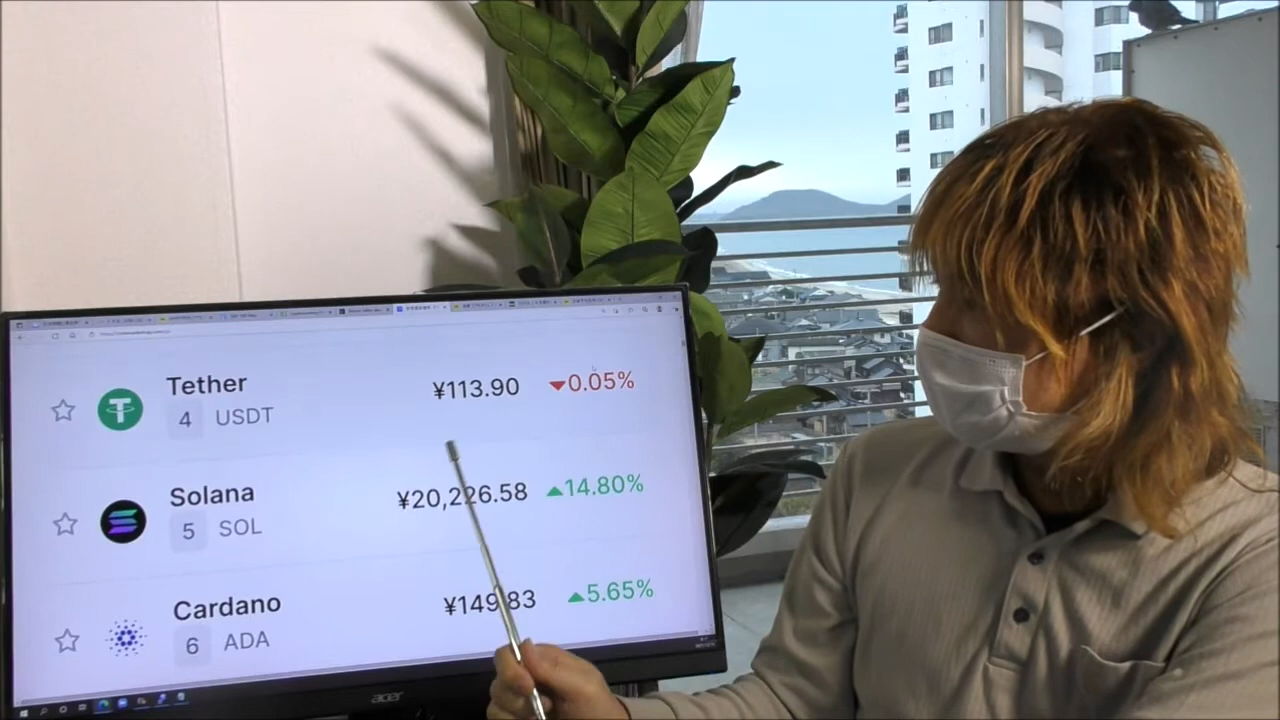 Tether
4 USDT
¥113.90
▼0.05%
Solana
5 SOL
¥20,226.58
▲14.80%
Cardano
6 ADA
¥149.83
▲5.65%
acer